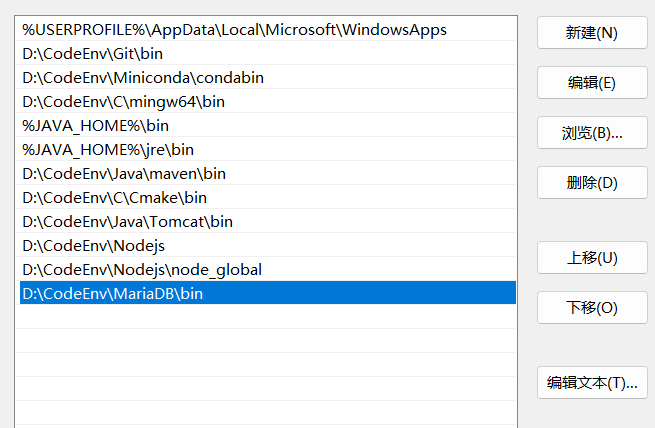 %USERPROFILE%\AppData\Local\Microsoft\WindowsApps
D:\CodeEnv\Git\bin
D:\CodeEnv\Miniconda\condabin
D:\CodeEnv\C\mingw64\bin
%JAVA_HOME%\bin
%JAVA_HOME%\jre\bin
D:\CodeEnv\Java\maven\bin
D:\CodeEnv\C\Cmake\bin
D:\CodeEnv\Java\Tomcat\bin
D:\CodeEnv\Nodejs
D:\CodeEnv\Nodejs\node_global
D:\CodeEnv\MariaDB\bin
新建(N)
编辑(E)
浏览(B)...
删除(D)
上移(U)
下移(O)
编辑文本(T)...